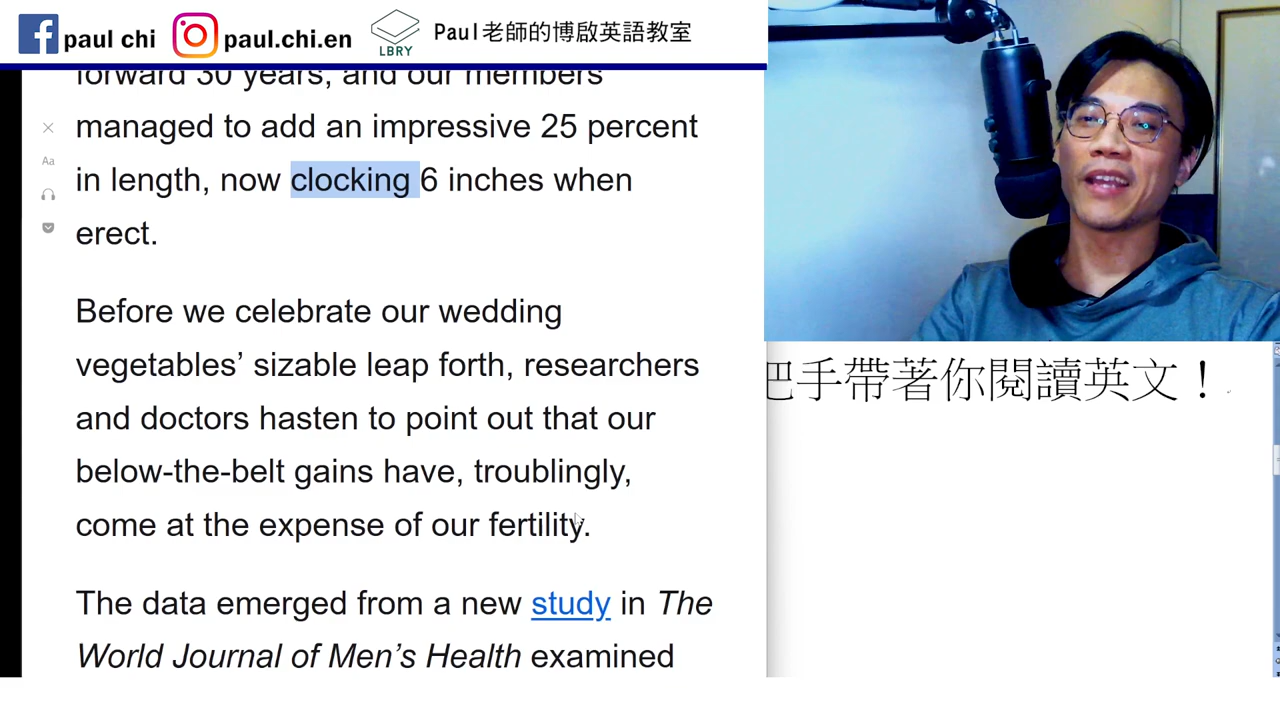 paul chi
paul.chi.en
LBRY
Paul老師的博啟英語教室
forward 30 years, and our members
managed to add an impressive 25 percent
in length, now clocking 6 inches when
erect.
Before we celebrate our wedding
vegetables’ sizable leap forth, researchers
and doctors hasten to point out that our
below-the-belt gains have, troublingly,
come at the expense of our fertility.
The data emerged from a new study in The
World Journal of Men’s Health examined
Aa
把手帶著你閱讀英文！